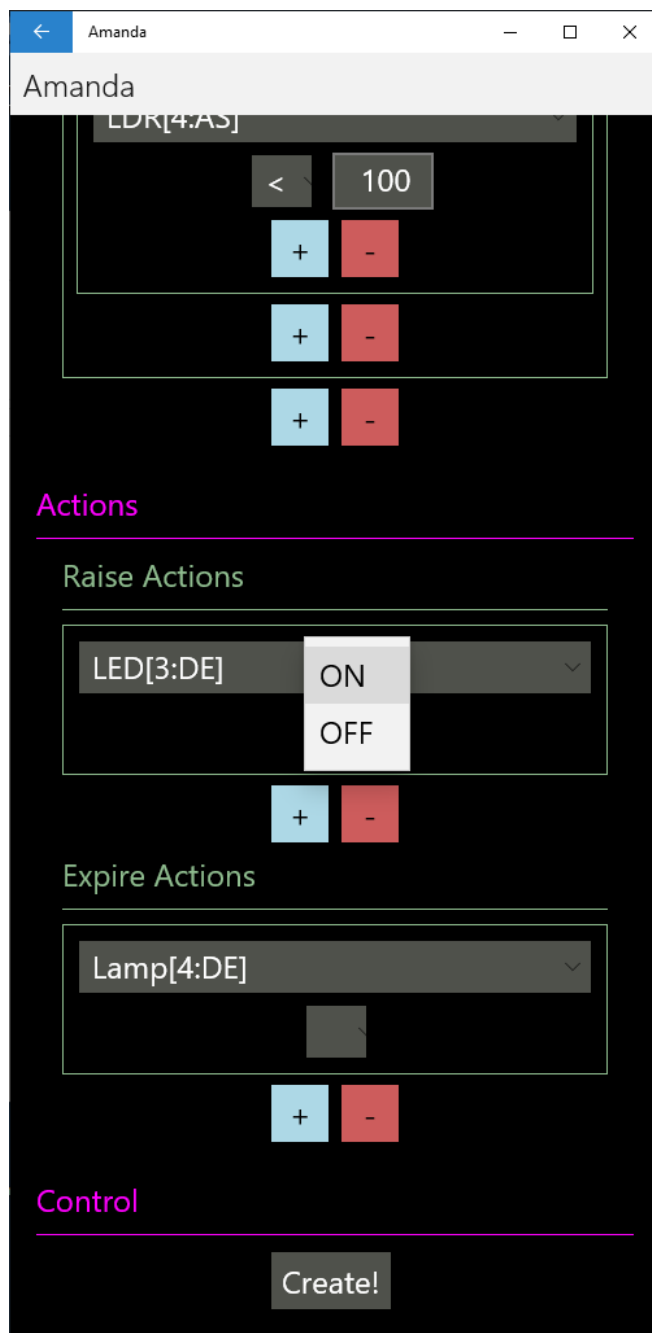 Amanda
Amanda
LDR[4:AS]
< 100
+ -
+ -
+ -
Actions
Raise Actions
LED[3:DE]
ON
OFF
+ -
Expire Actions
Lamp[4:DE]
+ -
Control
Create!